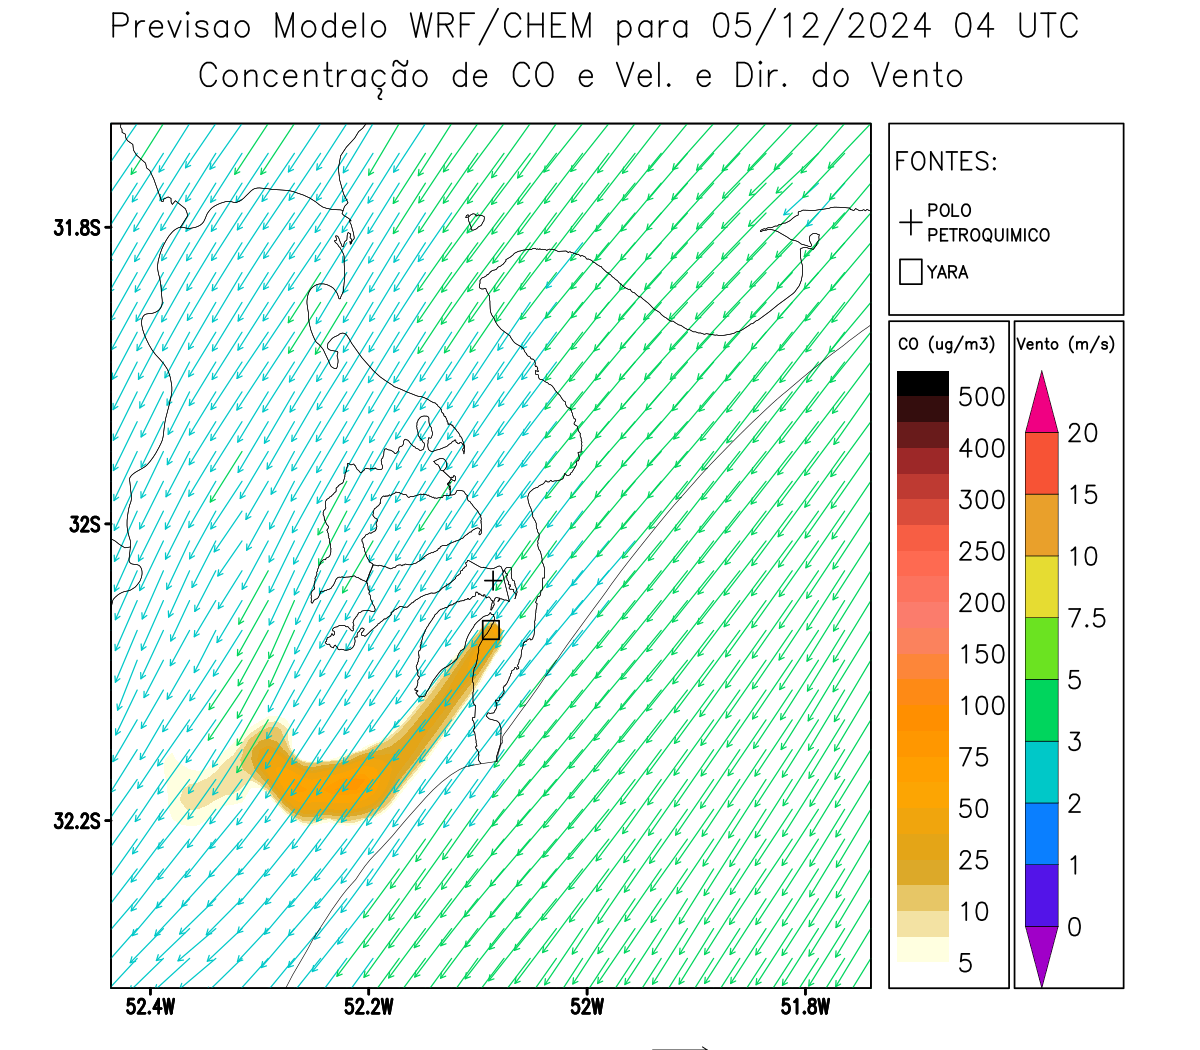 Previsao Modelo WRF/CHEM para 05/12/2024 04 UTC
Concentração de CO e Vel. e Dir. do Vento
FONTES:
POLO
PETROQUIMICO
YARA
CO (ug/m3)
500
400
300
250
200
150
100
75
50
25
10
5
Vento (m/s)
20
15
10
7.5
5
3
2
1
0
31.8S
32S
32.2S
52.4W
52.2W
52W
51.8W